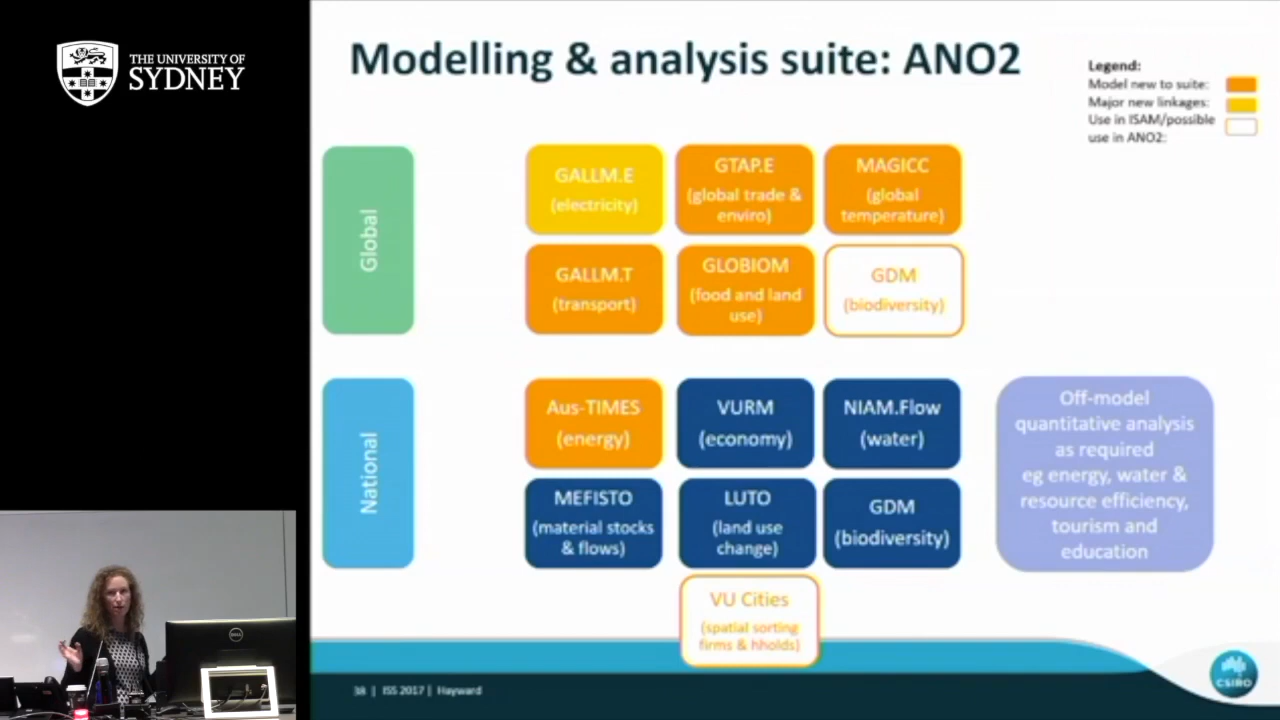 THE UNIVERSITY OF
SYDNEY
Modelling & analysis suite: ANO2
Legend:
Model new to suite:
Major new linkages:
Use in ISAM/possible
use in ANO2:
Global
GALLM.E
(electricity)
GTAP.E
(global trade &
enviro)
MAGICC
(global
temperature)
GALLM.T
(transport)
GLOBIOM
(food and land
use)
GDM
(biodiversity)
National
Aus-TIMES
(energy)
VURM
(economy)
NIAM.Flow
(water)
MEFISTO
(material stocks
& flows)
LUTO
(land use
change)
GDM
(biodiversity)
Off-model
quantitative analysis
as required
eg energy, water &
resource efficiency,
tourism and
education
VU Cities
(spatial sorting
firms & hholds)
38 | ISS 2017 | Hayward
CSIRO
DELL